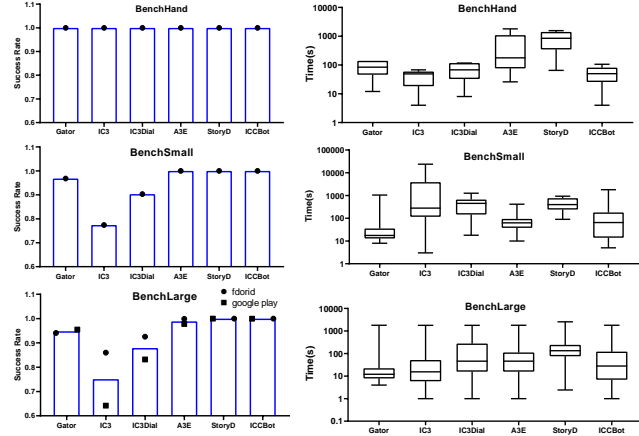 BenchHand
Success Rate
1.1
1.0
0.9
0.8
0.7
0.6
Gator IC3 IC3Dial A3E StoryD ICCBot
BenchHand
Time(s)
10000
1000
100
10
1
Gator IC3 IC3Dial A3E StoryD ICCBot
BenchSmall
Success Rate
1.1
1.0
0.9
0.8
0.7
0.6
Gator IC3 IC3Dial A3E StoryD ICCBot
BenchSmall
Time(s)
100000
10000
1000
100
10
1
Gator IC3 IC3Dial A3E StoryD ICCBot
BenchLarge
fdorid
google play
Success Rate
1.1
1.0
0.9
0.8
0.7
0.6
Gator IC3 IC3Dial A3E StoryD ICCBot
BenchLarge
Time(s)
10000
1000
100
10
1
0.1
Gator IC3 IC3Dial A3E StoryD ICCBot